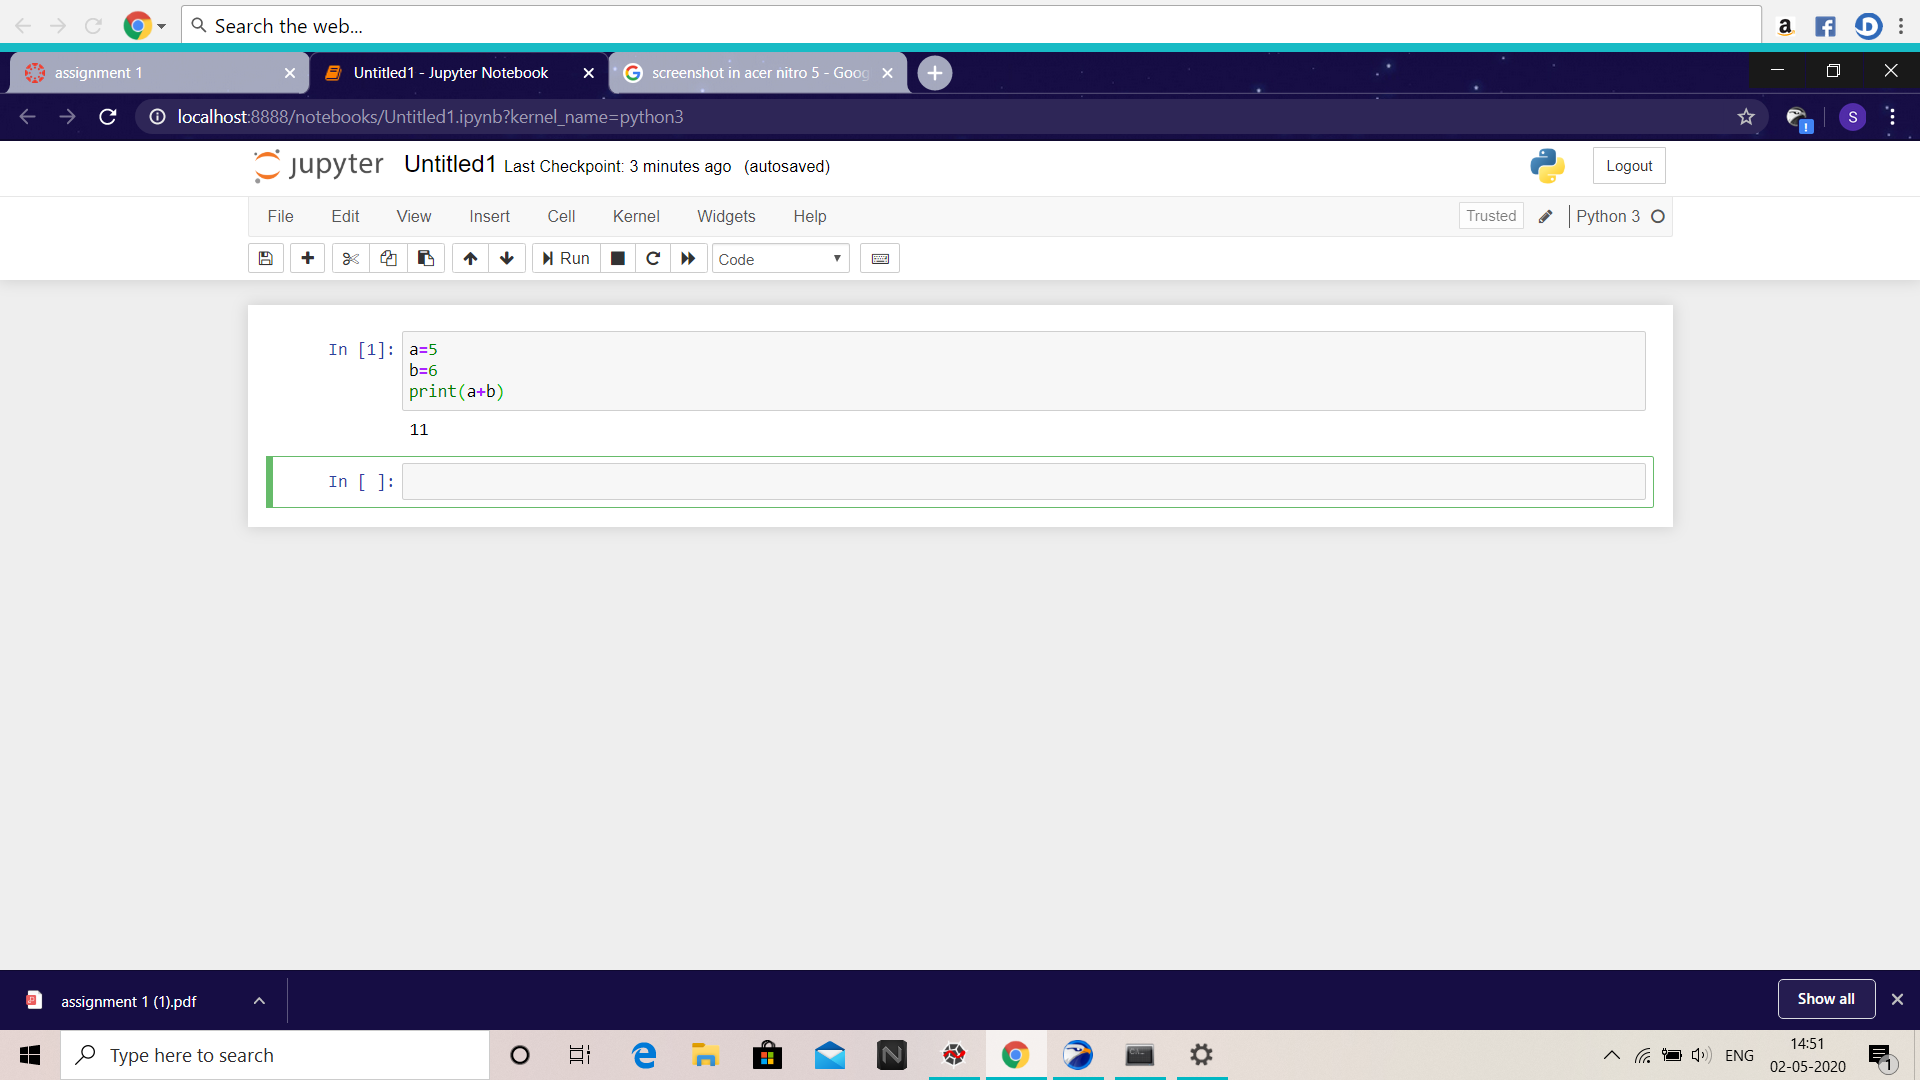 Search the web...
assignment 1
Untitled1 - Jupyter Notebook
screenshot in acer nitro 5 - Goog
localhost:8888/notebooks/Untitled1.ipynb?kernel_name=python3
S
jupyter Untitled1 Last Checkpoint: 3 minutes ago (autosaved)
Logout
File Edit View Insert Cell Kernel Widgets Help
Trusted
Python 3
Run
Code
In [1]: a=5
b=6
print(a+b)
11
In [ ]:
assignment 1 (1).pdf
Show all
Type here to search
ENG
14:51
02-05-2020
1